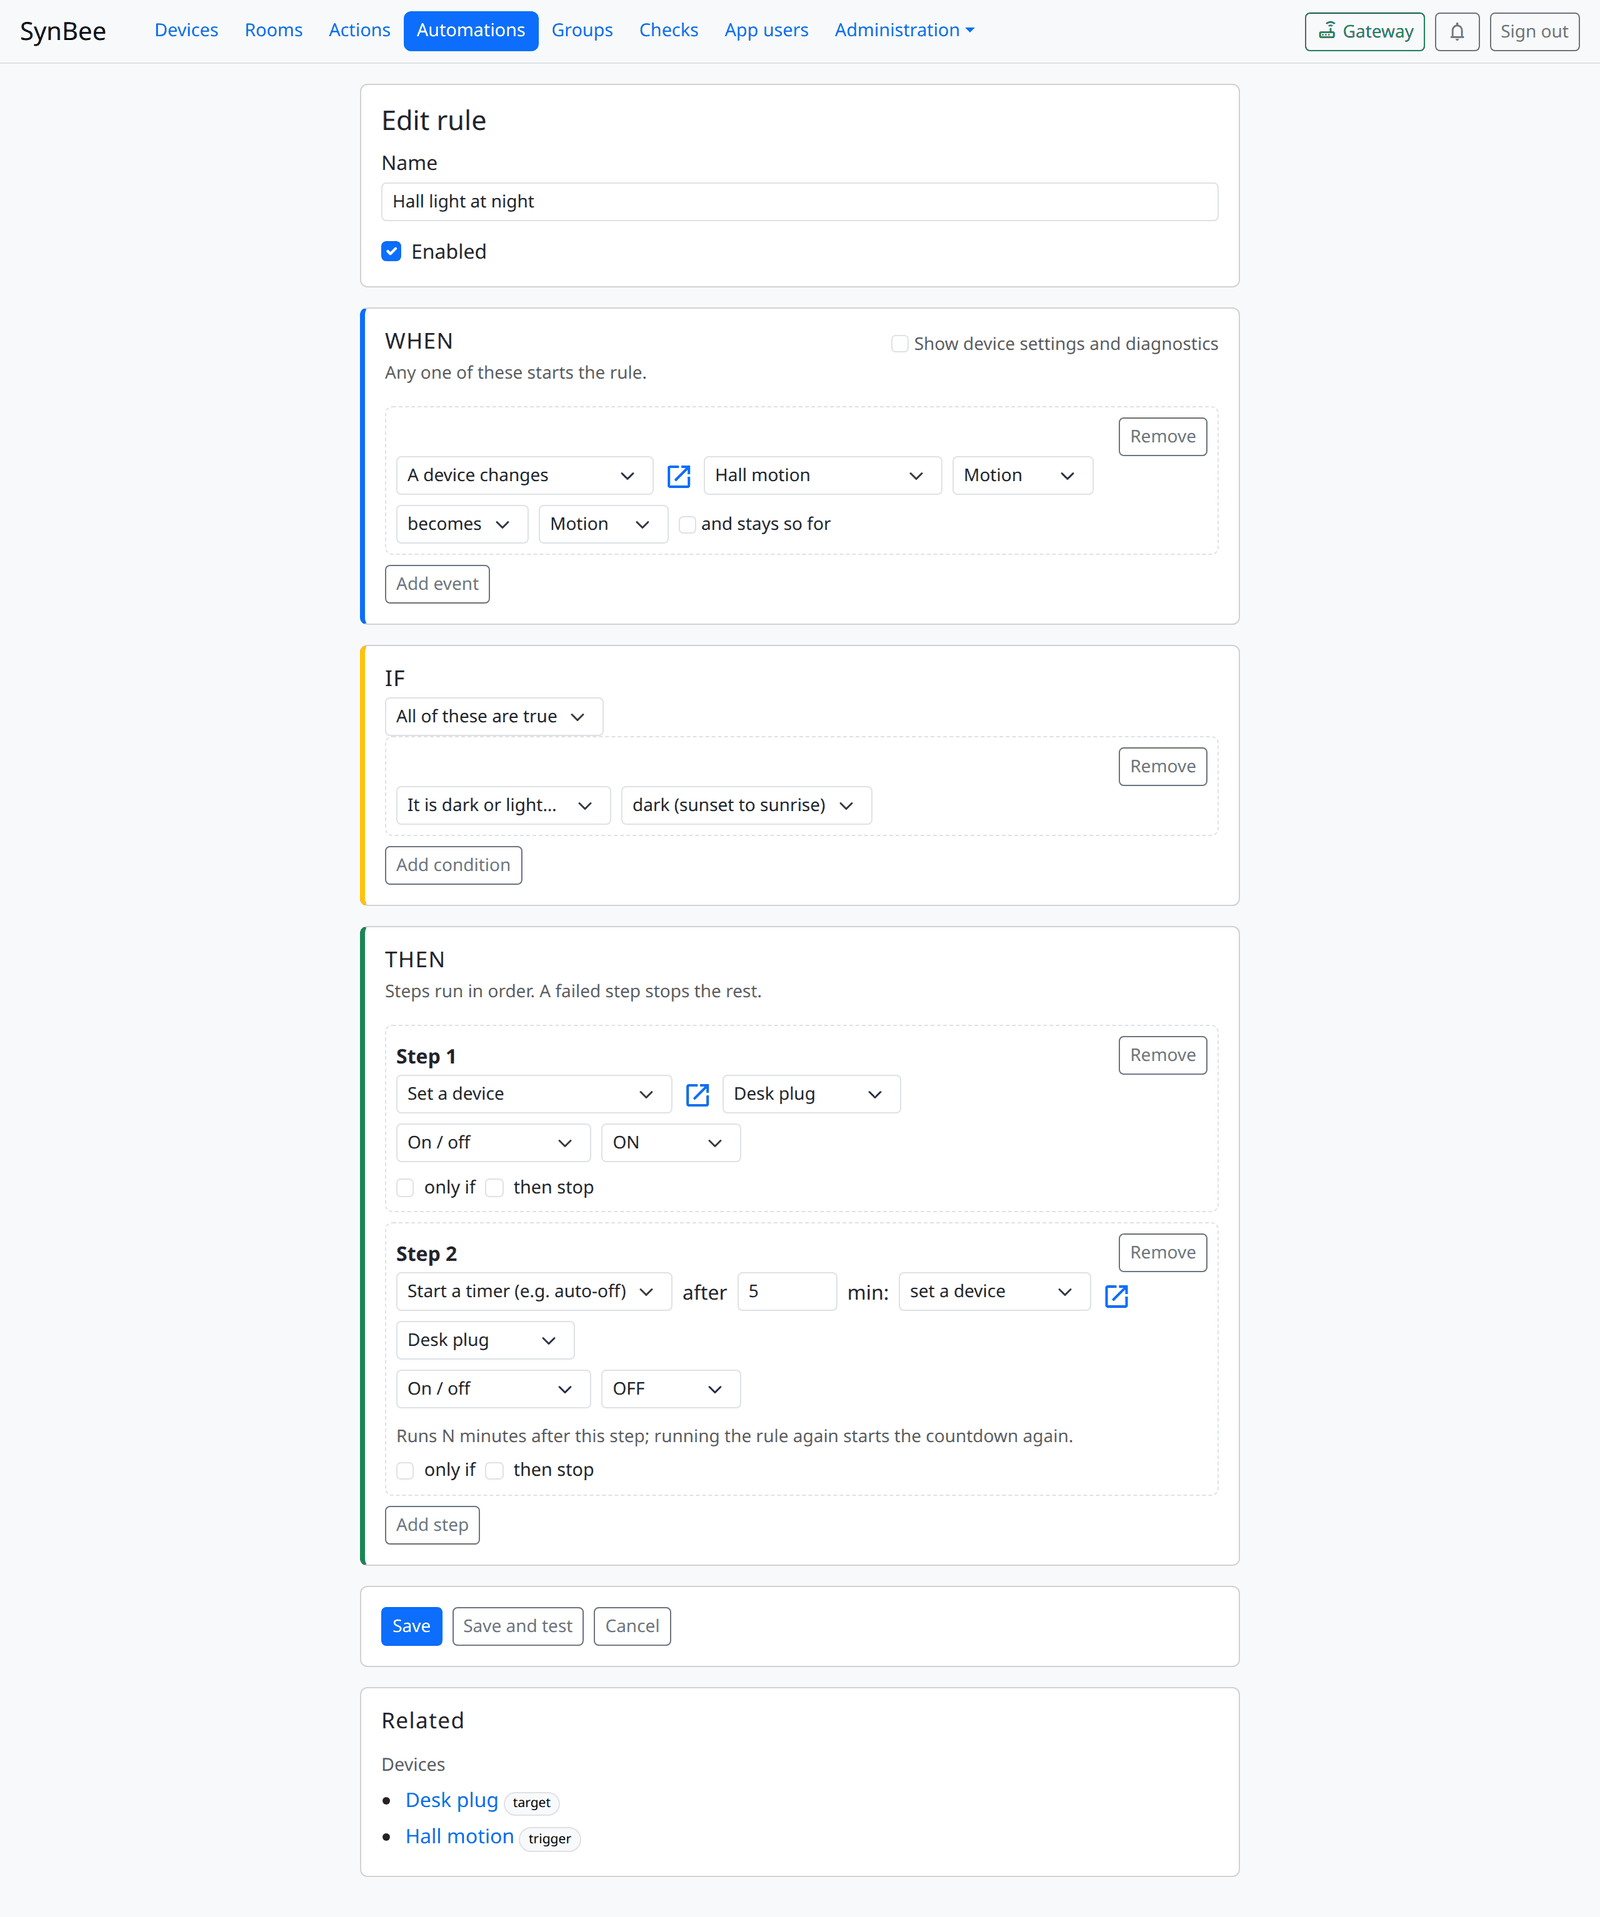 SynBee Devices Rooms Actions Automations Groups Checks App users Administration Gateway Sign out
Edit rule
Name
Hall light at night
Enabled
WHEN
Show device settings and diagnostics
Any one of these starts the rule.
Remove
A device changes Hall motion Motion
becomes Motion and stays so for
Add event
IF
All of these are true
Remove
It is dark or light... dark (sunset to sunrise)
Add condition
THEN
Steps run in order. A failed step stops the rest.
Step 1 Remove
Set a device Desk plug
On / off ON
only if then stop
Step 2 Remove
Start a timer (e.g. auto-off) after 5 min: set a device
Desk plug
On / off OFF
Runs N minutes after this step; running the rule again starts the countdown again.
only if then stop
Add step
Save Save and test Cancel
Related
Devices
Desk plug target
Hall motion trigger